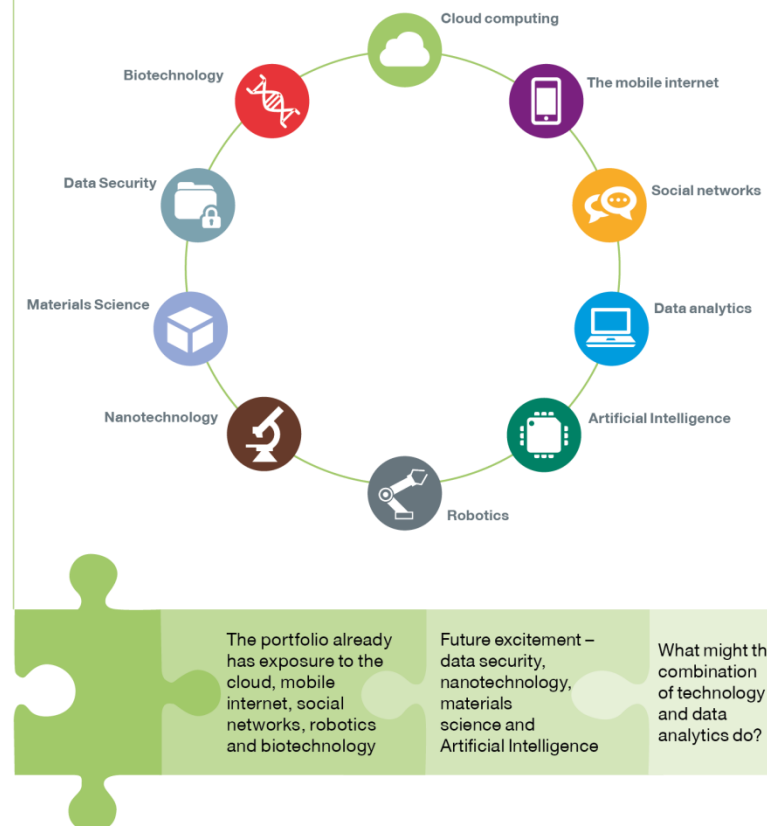 Cloud computing
Biotechnology
The mobile internet
Data Security
Social networks
Materials Science
Data analytics
Nanotechnology
Artificial Intelligence
Robotics
The portfolio already
has exposure to the
cloud, mobile
internet, social
networks, robotics
and biotechnology
Future excitement –
data security,
nanotechnology,
materials
science and
Artificial Intelligence
What might
combination
of technology
and data
analytics do?